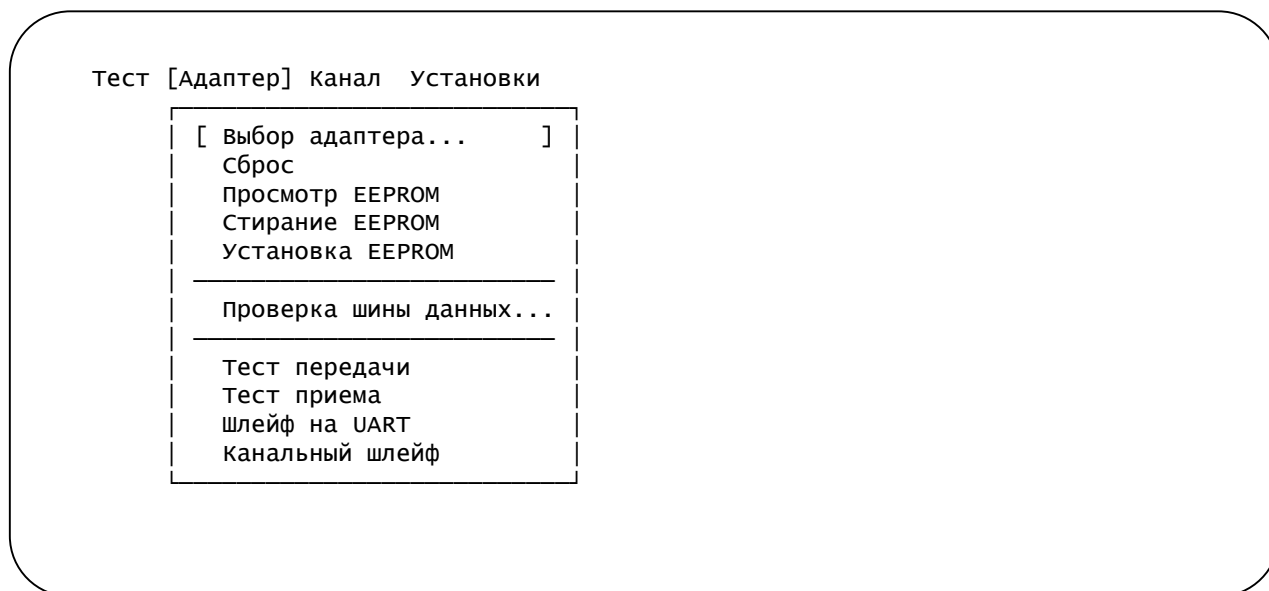 Тест [Адаптер] Канал Установки
[ Выбор адаптера... ]
Сброс
Просмотр EEPROM
Стирание EEPROM
Установка EEPROM
Проверка шины данных...
Тест передачи
Тест приема
Шлейф на UART
Канальный шлейф